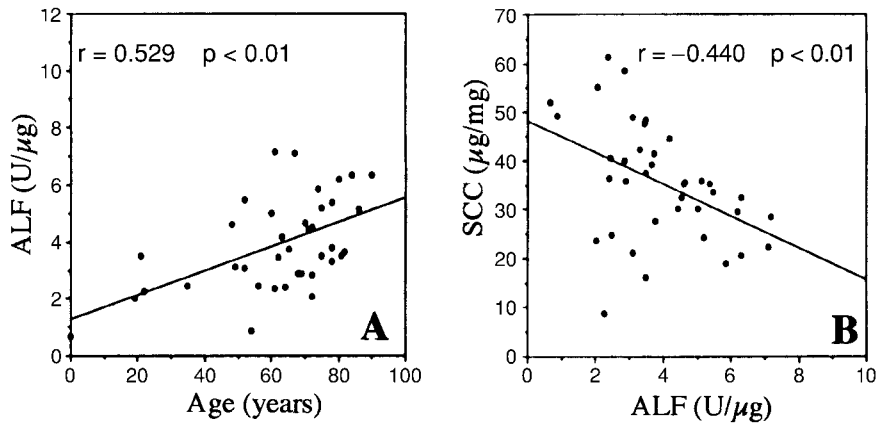 12
10
8
6
4
2
0
r = 0.529 p < 0.01
A
0 20 40 60 80 100
Age (years)
ALF (U/µg)
70
60
50
40
30
20
10
0
r = −0.440 p < 0.01
B
0 2 4 6 8 10
ALF (U/µg)
SCC (µg/mg)